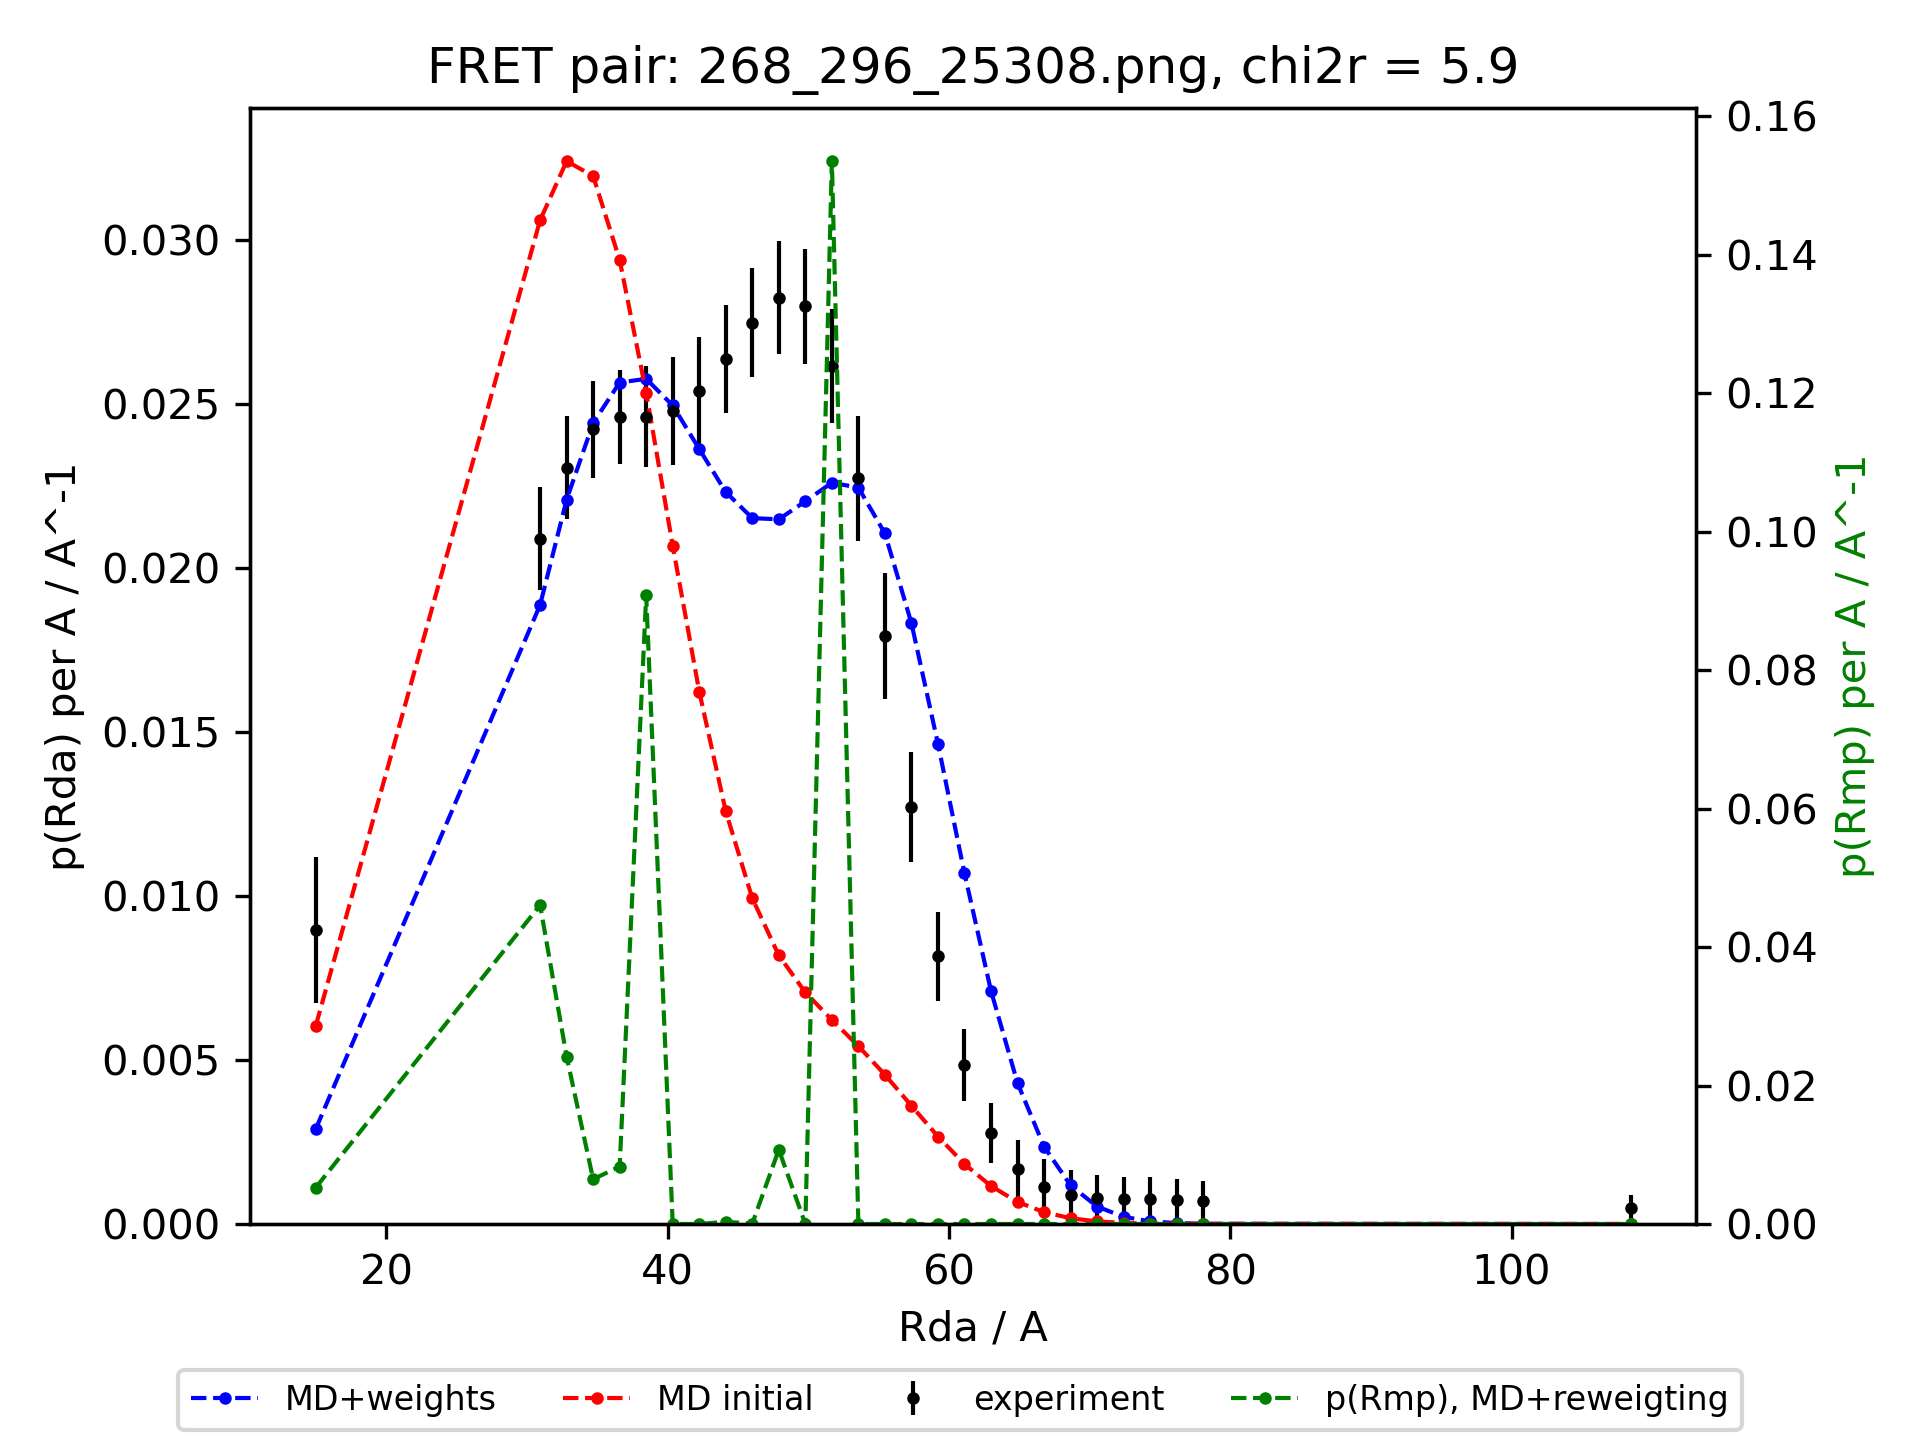 FRET pair: 268_296_25308.png, chi2r = 5.9
0.030
0.025
0.020
0.015
0.010
0.005
0.000
p(Rda) per A / A^-1
0.16
0.14
0.12
0.10
0.08
0.06
0.04
0.02
0.00
p(Rmp) per A / A^-1
20 40 60 80 100
Rda / A
MD+weights MD initial experiment p(Rmp), MD+reweigting